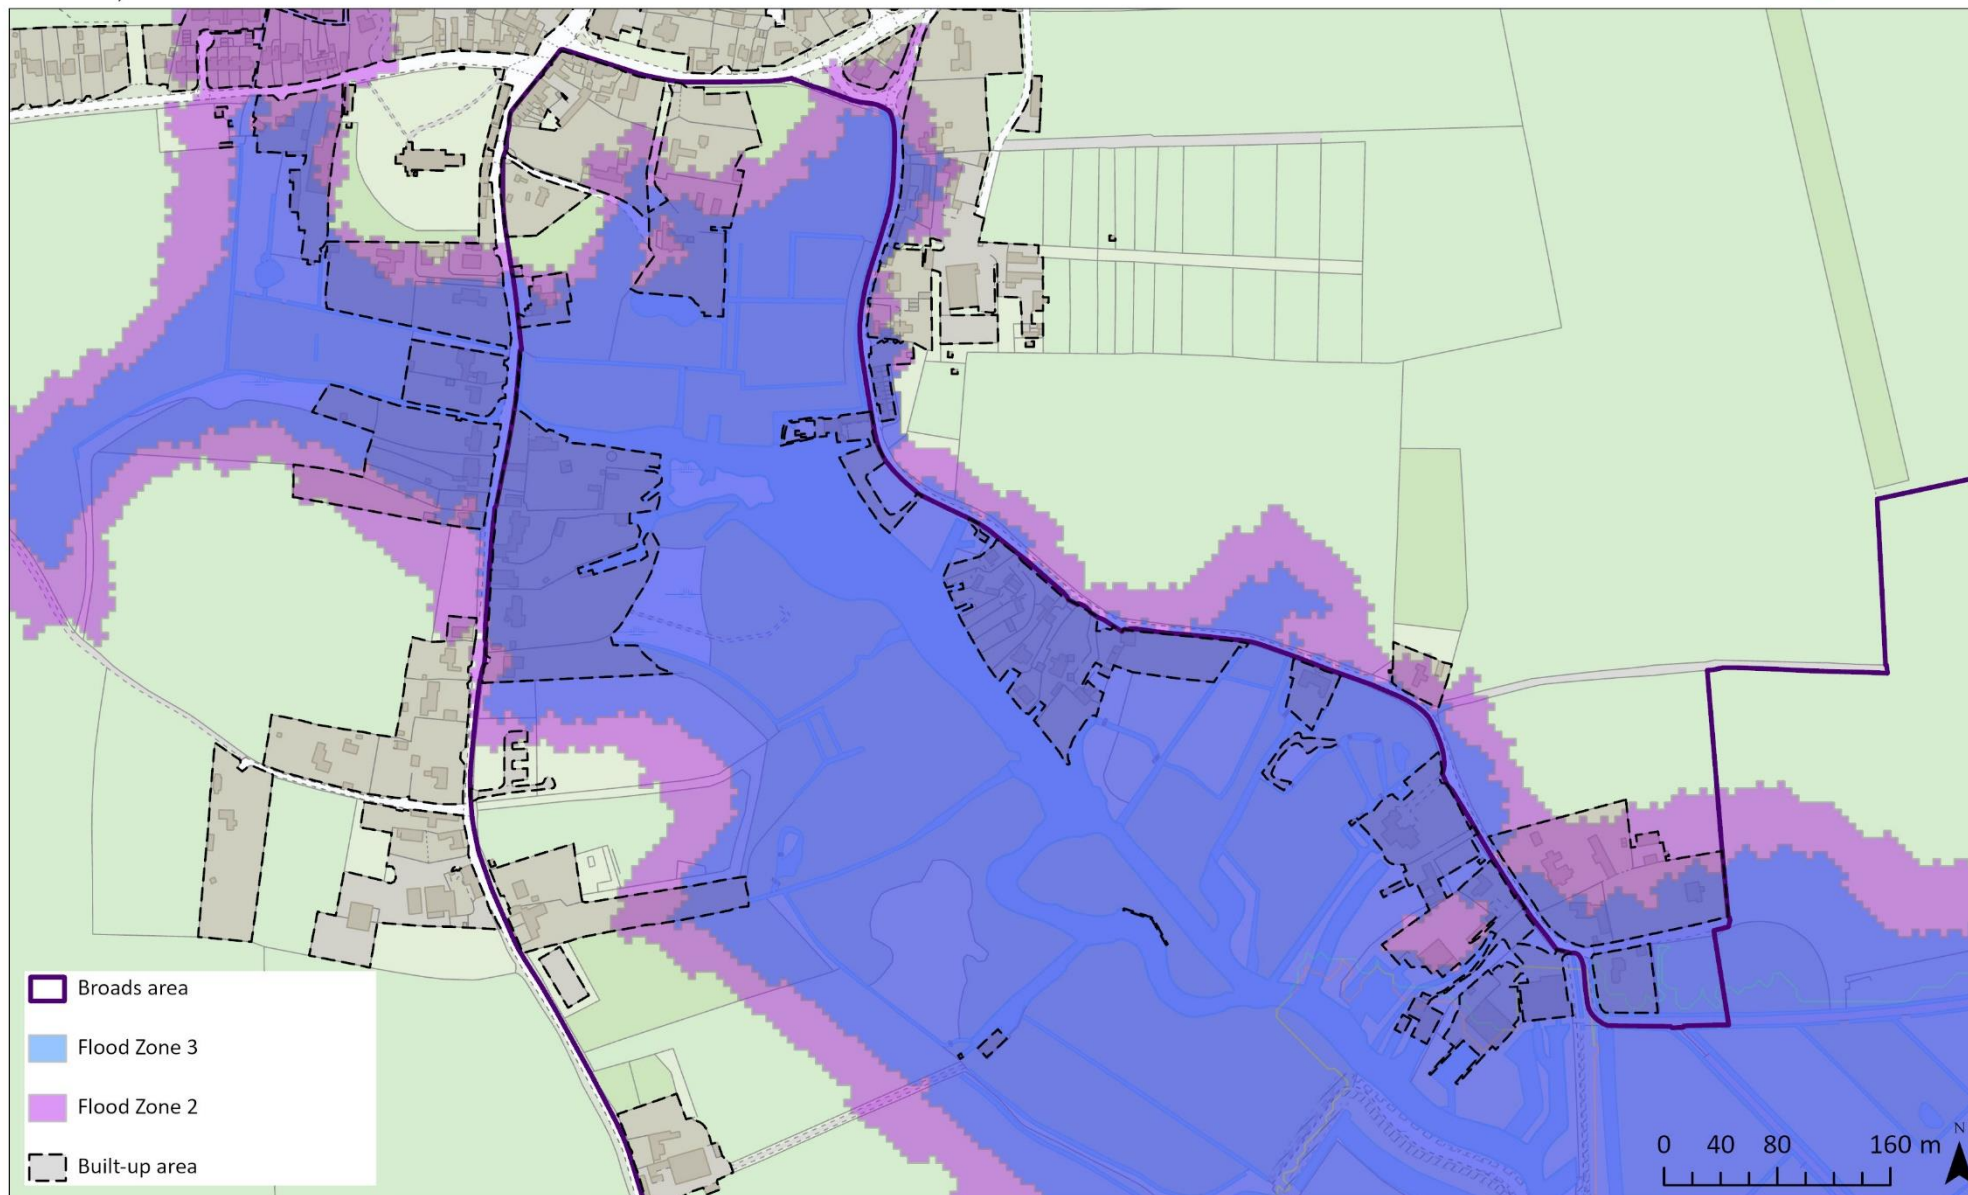 Broads area
Flood Zone 3
Flood Zone 2
Built-up area
0 40 80 160 m
N